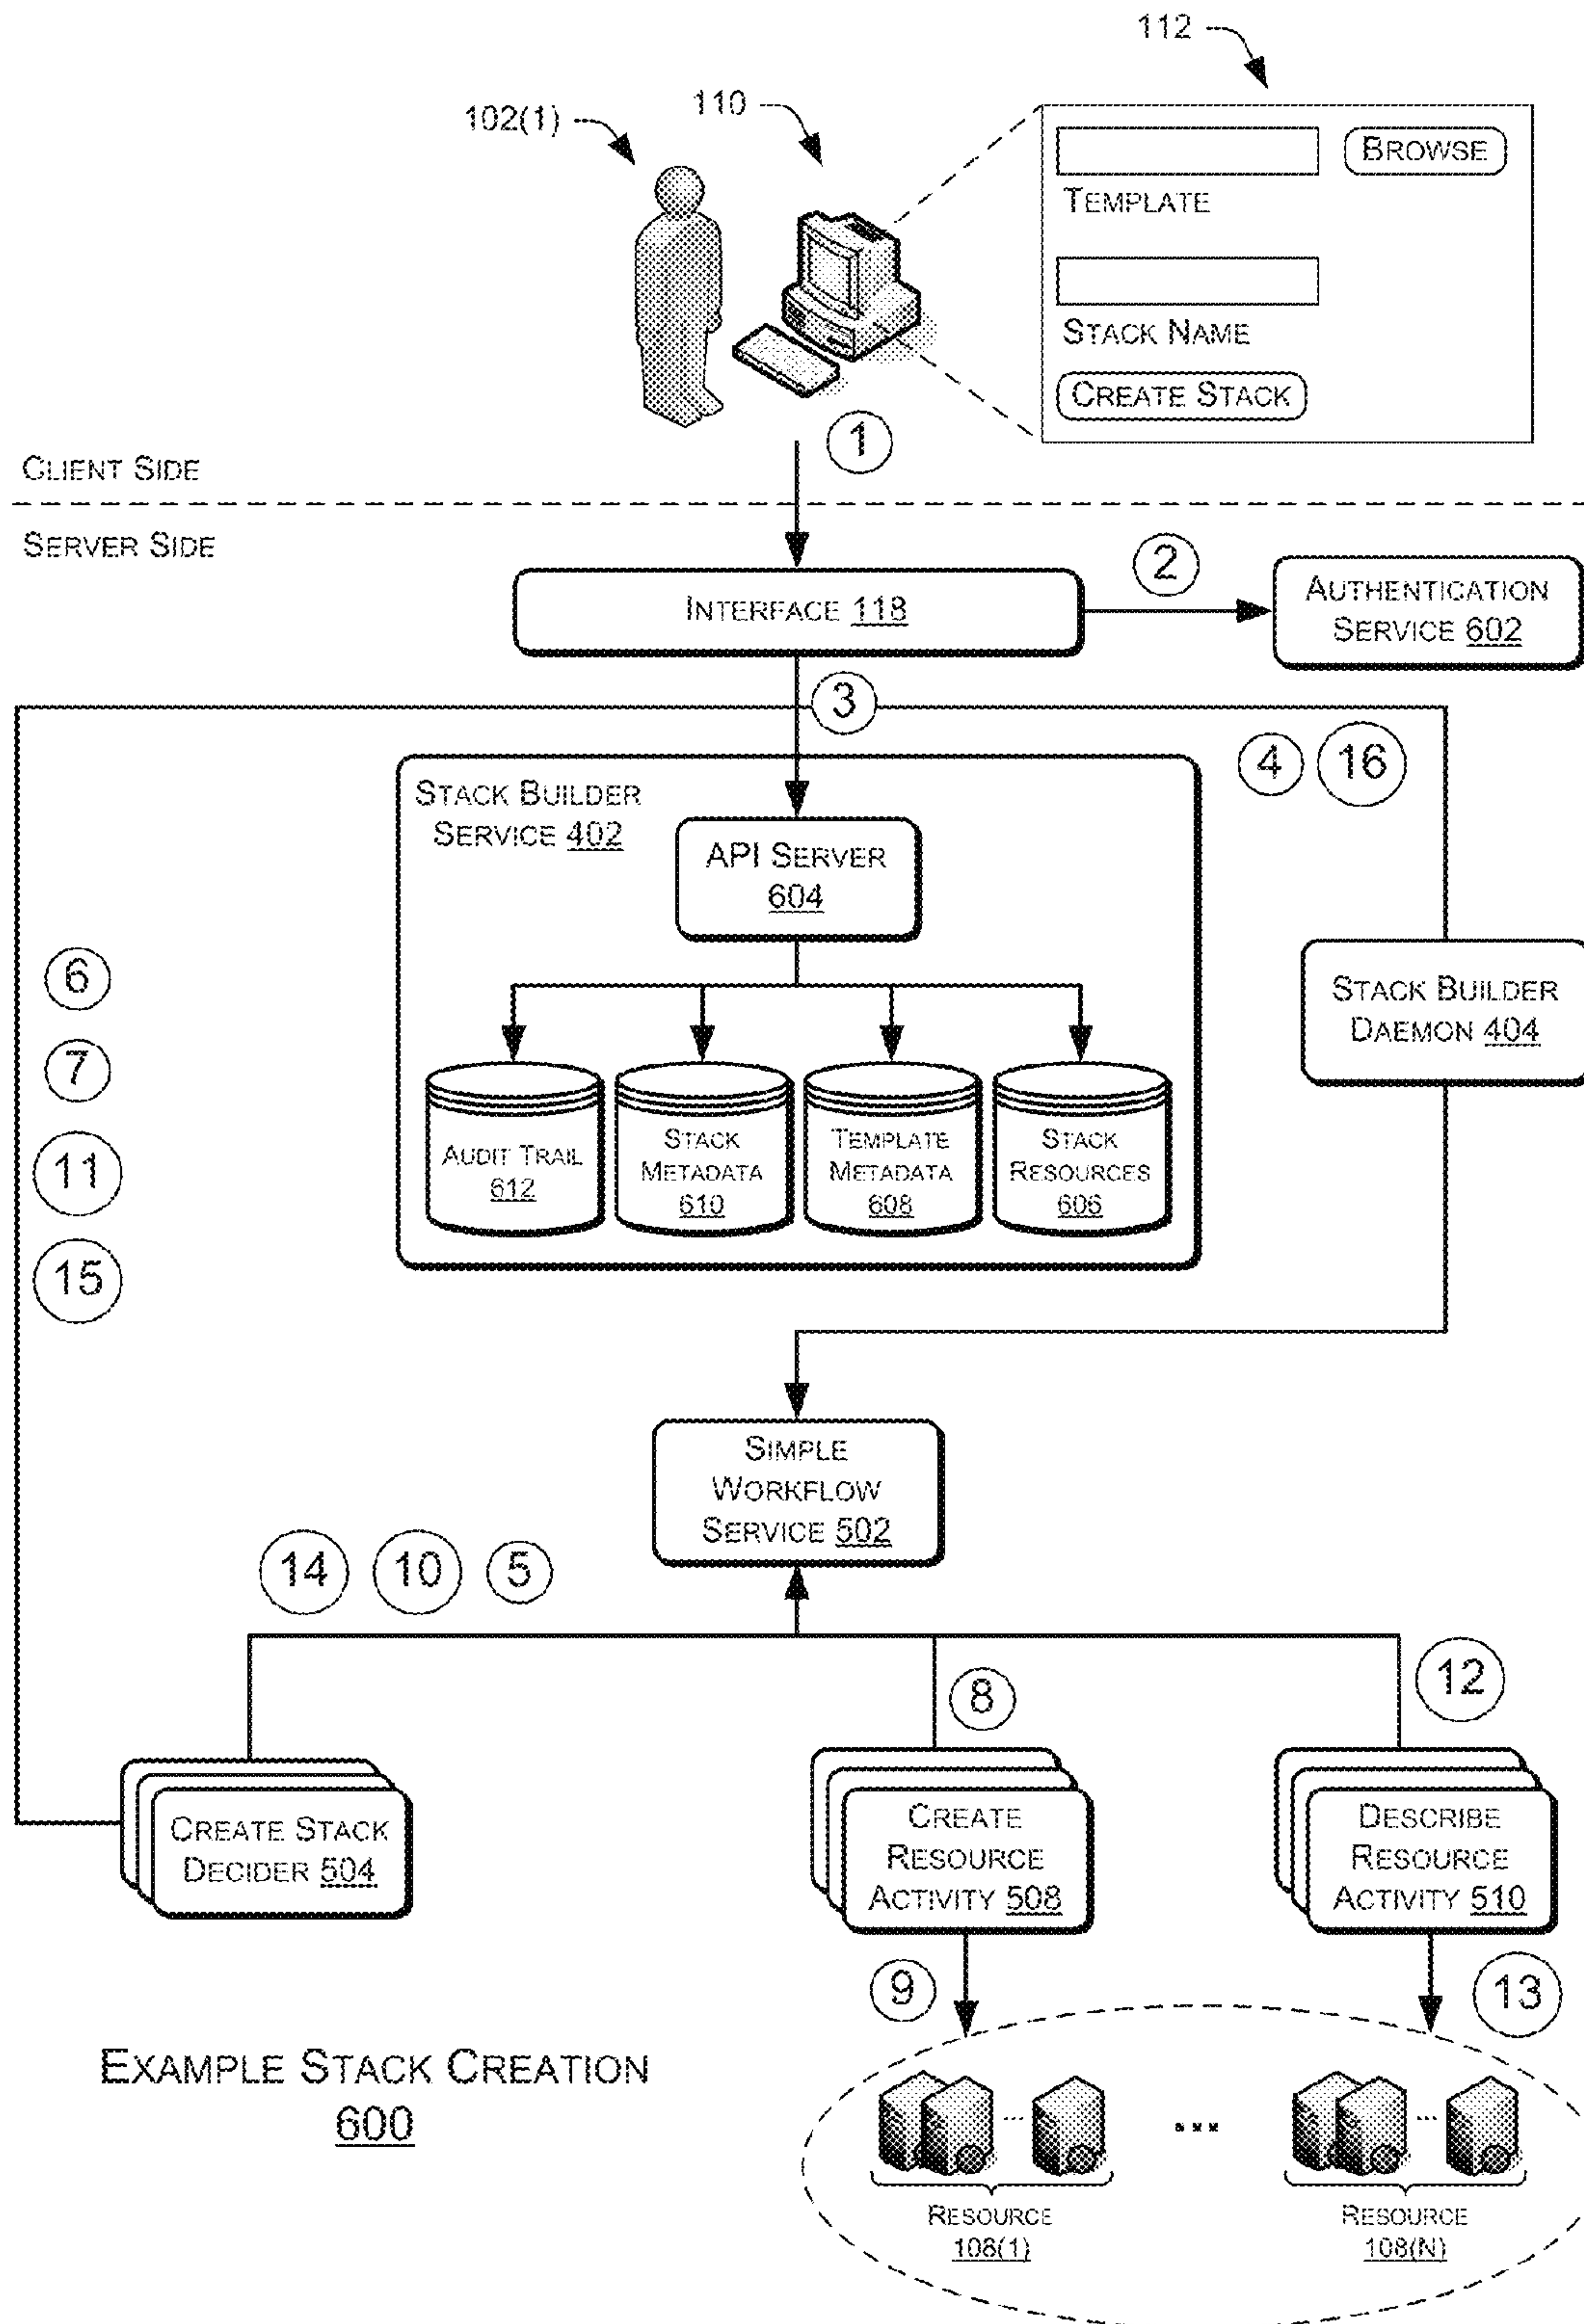 112
110
102(1)
BROWSE
TEMPLATE
STACK NAME
CREATE STACK
1
CLIENT SIDE
SERVER SIDE
2
INTERFACE 118
AUTHENTICATION
SERVICE 602
3
4 16
STACK BUILDER
SERVICE 402
API SERVER
604
6
7
11
15
STACK BUILDER
DAEMON 404
AUDIT TRAIL
612
STACK
METADATA
610
TEMPLATE
METADATA
608
STACK
RESOURCES
606
SIMPLE
WORKFLOW
SERVICE 502
14 10 5
8
12
CREATE STACK
DECIDER 504
CREATE
RESOURCE
ACTIVITY 508
DESCRIBE
RESOURCE
ACTIVITY 510
9
13
EXAMPLE STACK CREATION
600
...
...
...
RESOURCE
108(1)
RESOURCE
108(N)